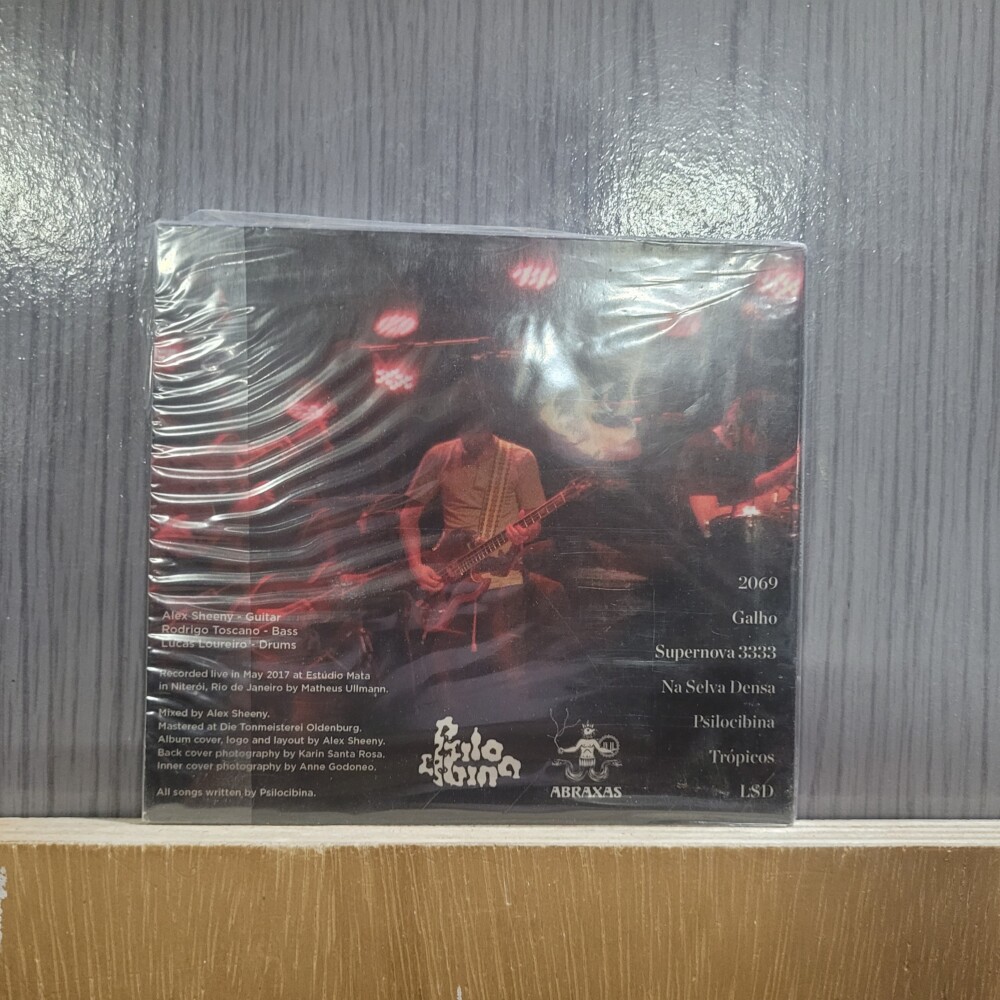 Alex Sheeny - Guitar
Rodrigo Toscano - Bass
Lucas Loureiro - Drums
Recorded live in May 2017 at Estúdio Mata
in Niterói, Rio de Janeiro by Matheus Ullmann.
Mixed by Alex Sheeny.
Mastered at Die Tonmeisterei Oldenburg.
Album cover, logo and layout by Alex Sheeny.
Back cover photography by Karin Santa Rosa.
Inner cover photography by Anne Godoneo.
All songs written by Psilocibina.
Psilo
cibina
ABRAXAS
2069
Galho
Supernova 3333
Na Selva Densa
Psilocibina
Trópicos
LSD